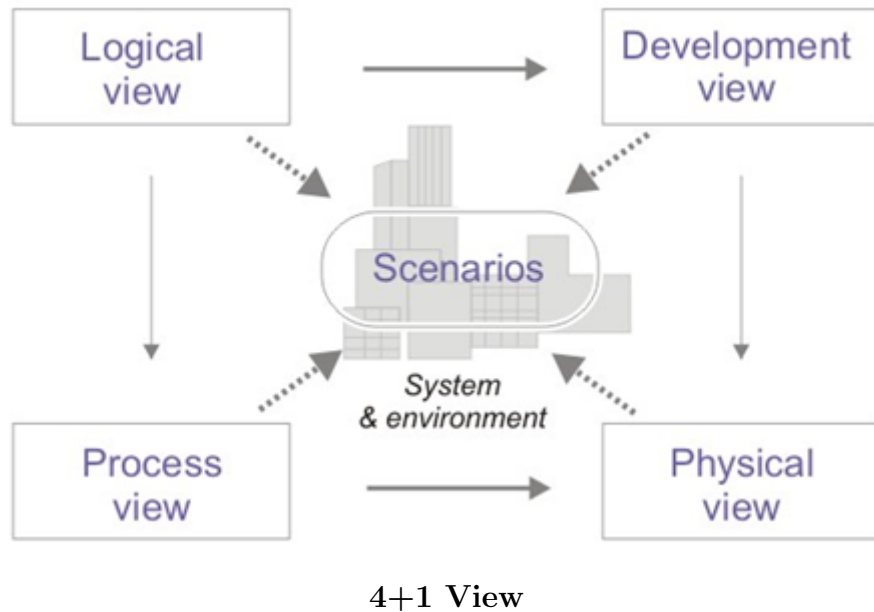 Logical
view
Development
view
Scenarios
System
& environment
Process
view
Physical
view
4+1 View